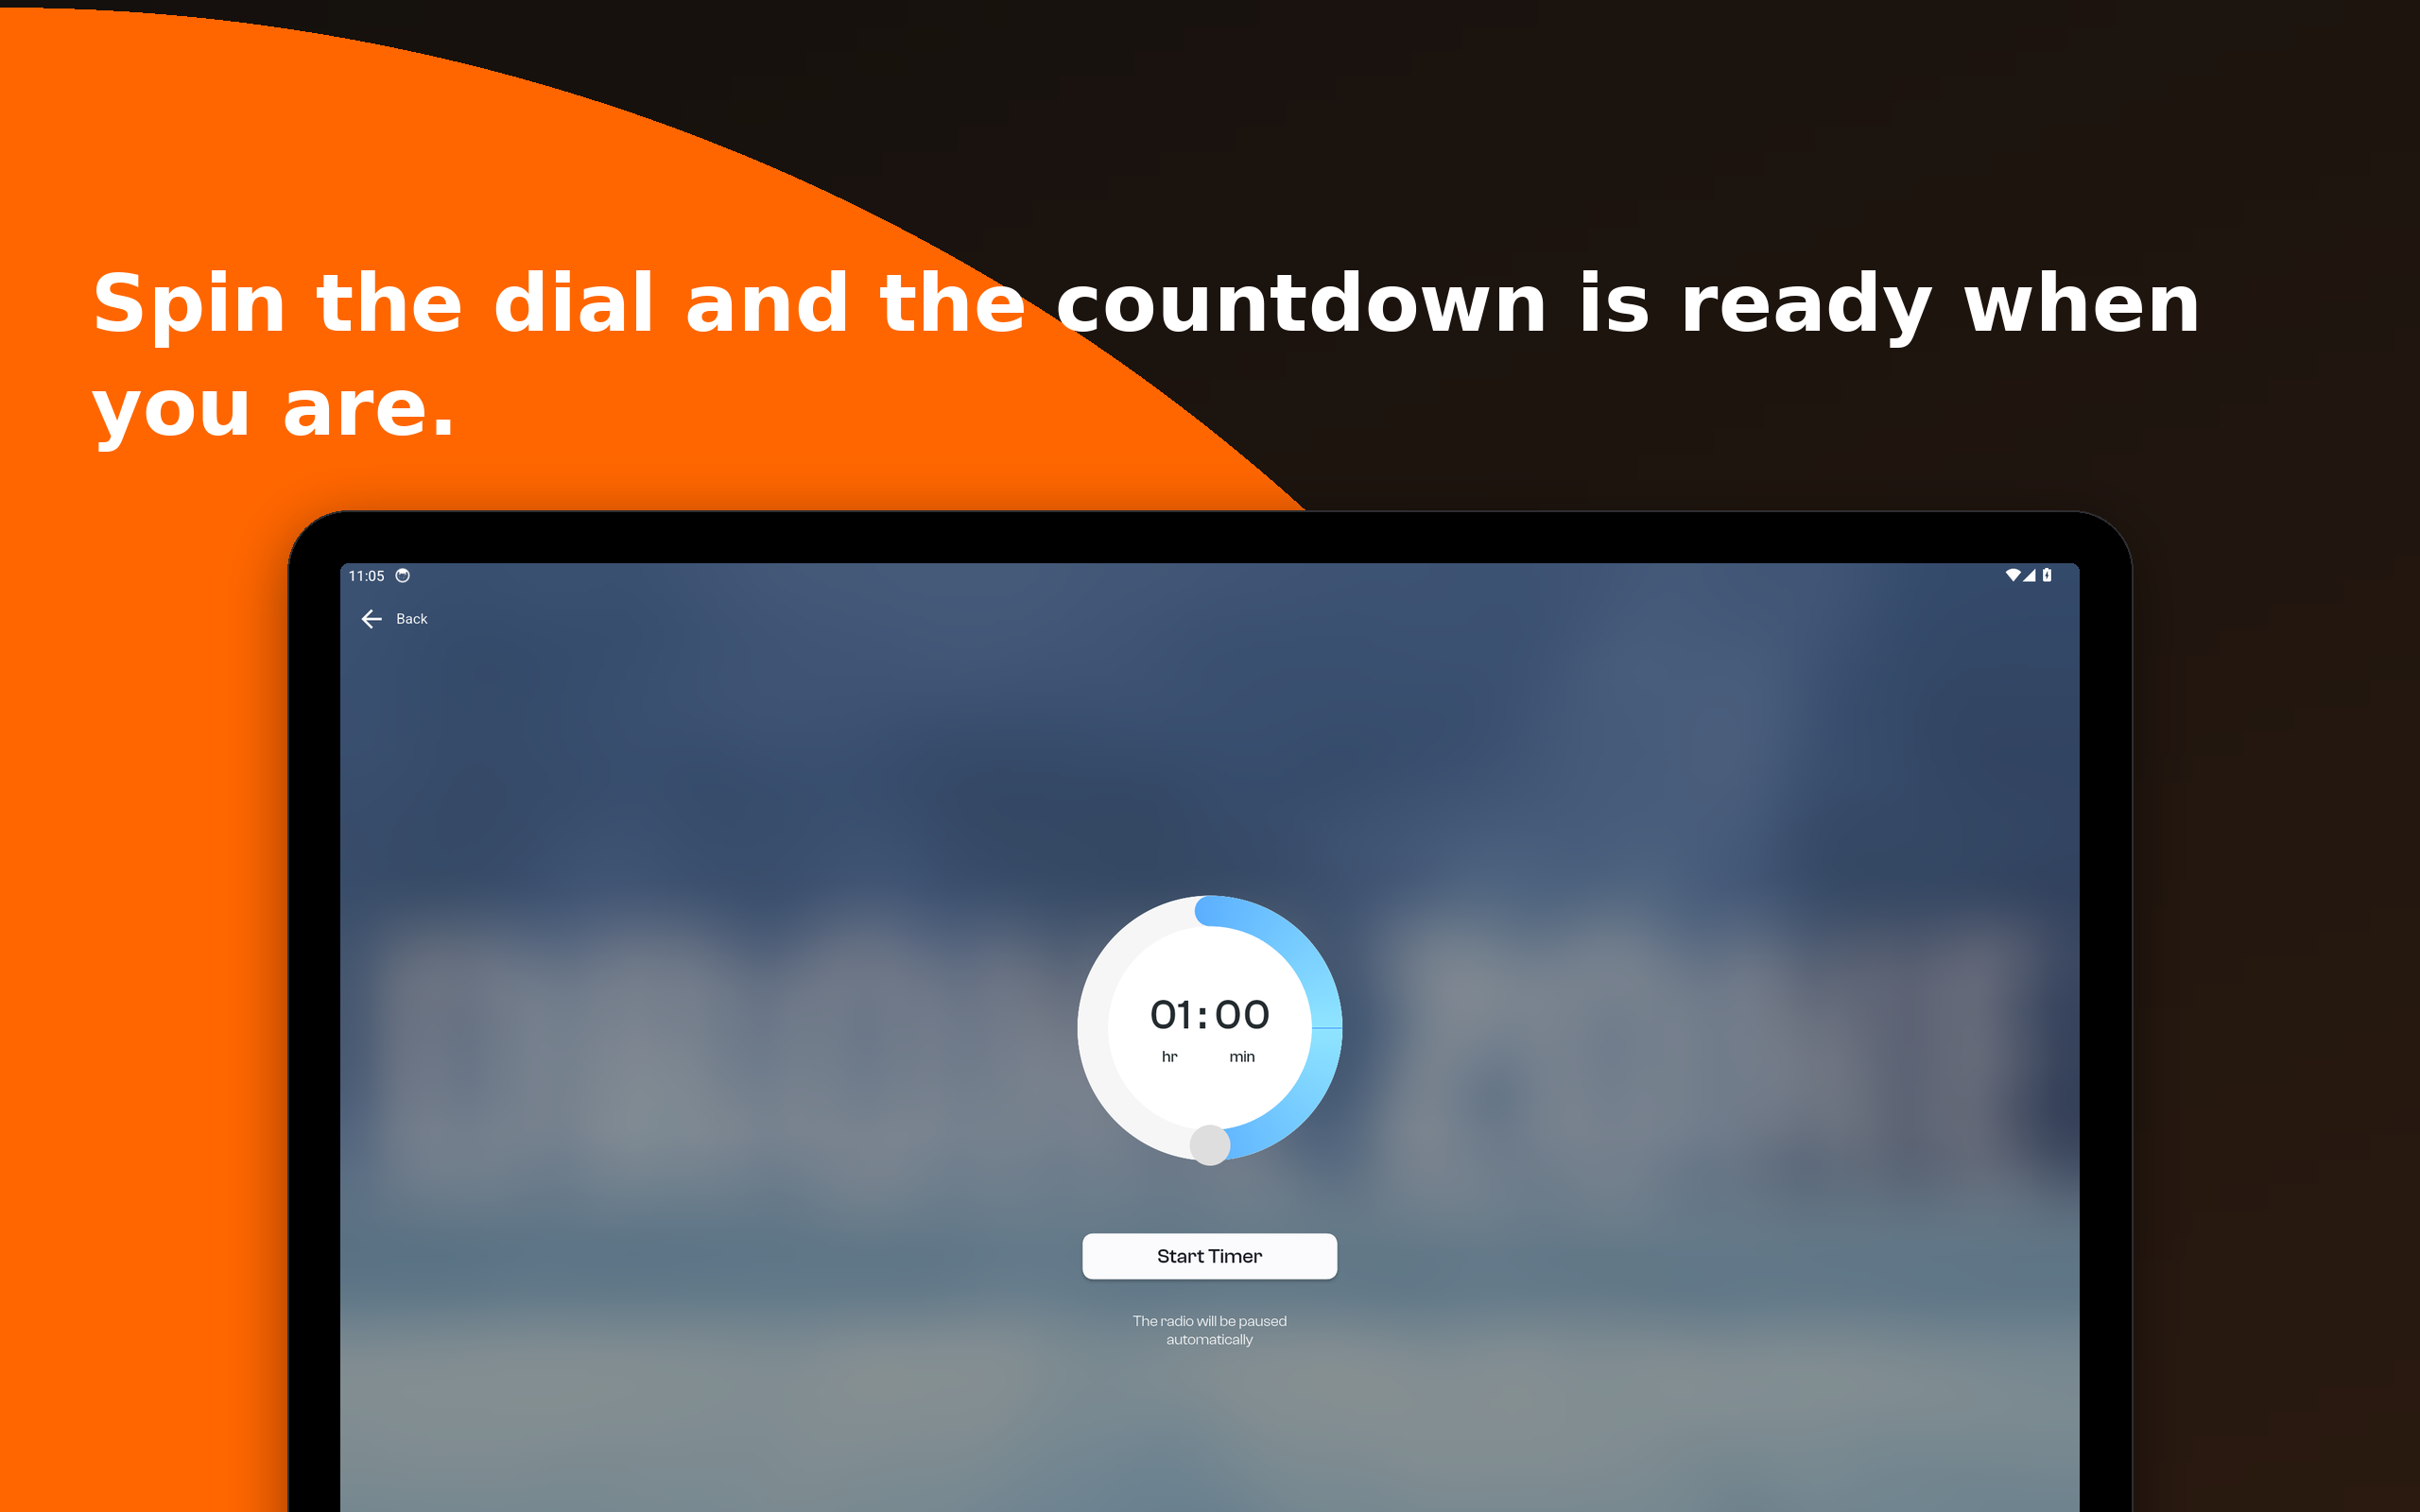 Spin the dial and the countdown is ready when
you are.
11:05
Back
01:00
hr min
Start Timer
The radio will be paused
automatically